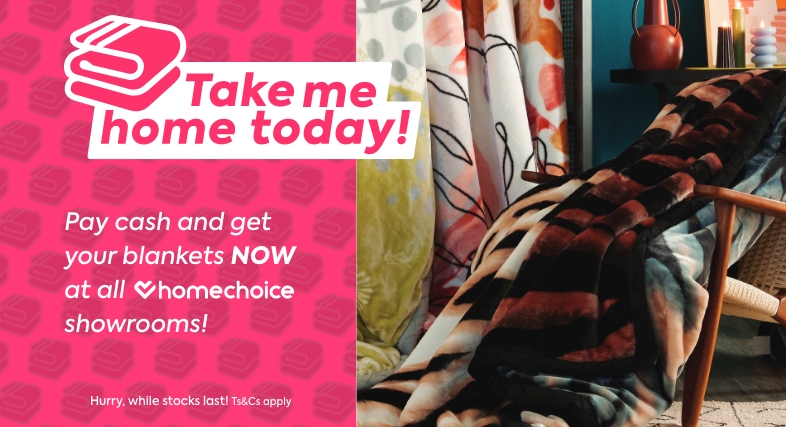 Take me
home today!
Pay cash and get
your blankets NOW
at all homechoice
showrooms!
Hurry, while stocks last! Ts&Cs apply